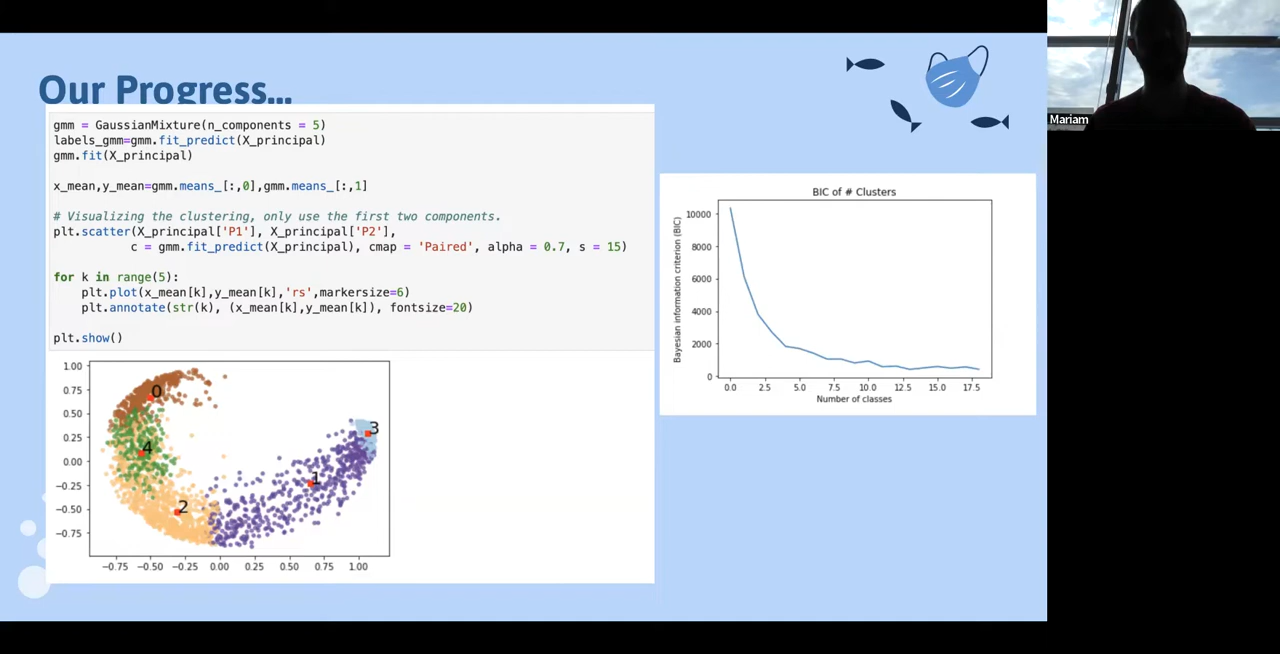 Our Progress...
gmm = GaussianMixture(n_components = 5)
labels_gmm=gmm.fit_predict(X_principal)
gmm.fit(X_principal)
x_mean,y_mean=gmm.means_[:,0],gmm.means_[:,1]
# Visualizing the clustering, only use the first two components.
plt.scatter(X_principal['P1'], X_principal['P2'],
c = gmm.fit_predict(X_principal), cmap = 'Paired', alpha = 0.7, s = 15)
for k in range(5):
plt.plot(x_mean[k],y_mean[k],'rs',markersize=6)
plt.annotate(str(k), (x_mean[k],y_mean[k]), fontsize=20)
plt.show()
1.00
0.75
0.50
0.25
0.00
−0.25
−0.50
−0.75
0
4
2
1
3
−0.75 −0.50 −0.25 0.00 0.25 0.50 0.75 1.00
BIC of # Clusters
Bayesian information criterion (BIC)
10000
8000
6000
4000
2000
0
0.0 2.5 5.0 7.5 10.0 12.5 15.0 17.5
Number of classes
Mariam